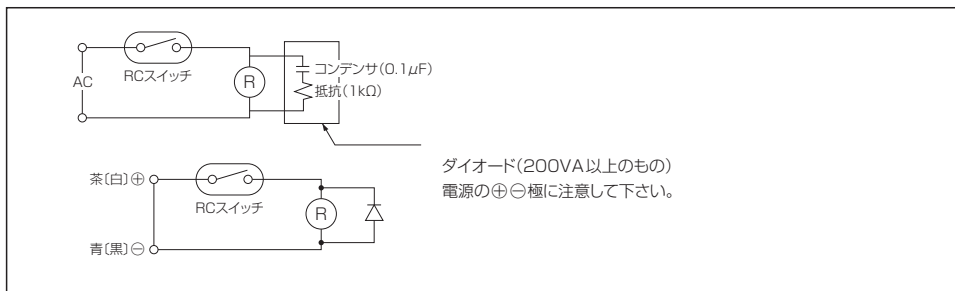 コンデンサ(0.1μF)
AC
RCスイッチ
R
抵抗(1kΩ)
ダイオード(200VA以上のもの)
電源の⊕⊖極に注意して下さい。
茶〔白〕⊕
RCスイッチ
R
青〔黒〕⊖